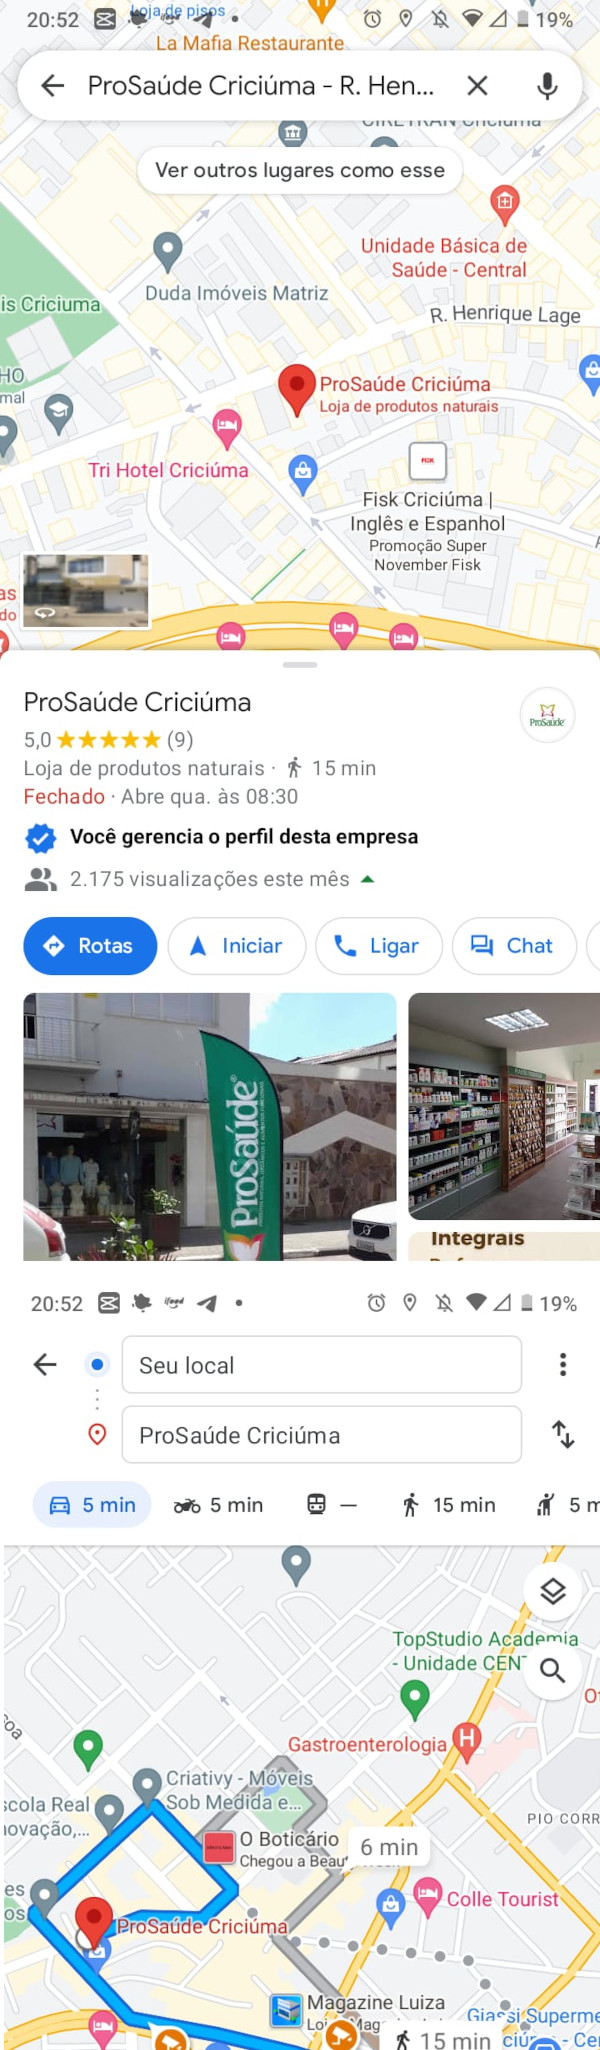 Loja de pisos
20:52
19%
La Mafia Restaurante
ProSaúde Criciúma - R. Hen...
CIRETRAN Criciúma
Ver outros lugares como esse
Unidade Básica de
Saúde - Central
Duda Imóveis Matriz
is Criciuma
R. Henrique Lage
HO
mal
ProSaúde Criciúma
Loja de produtos naturais
Tri Hotel Criciúma
FISK
Fisk Criciúma |
Inglês e Espanhol
Promoção Super
November Fisk
as
do
ProSaúde Criciúma
ProSaúde
5,0 (9)
Loja de produtos naturais · 15 min
Fechado · Abre qua. às 08:30
Você gerencia o perfil desta empresa
2.175 visualizações este mês
Rotas
Iniciar
Ligar
Chat
ProSaúde®
Integrais
20:52
ifood
19%
Seu local
ProSaúde Criciúma
5 min
5 min
—
15 min
5 m
TopStudio Academia
- Unidade CENT
oa
Gastroenterologia
H
Criativy - Móveis
Sob Medida e...
scola Real
novação,...
PIO CORR
O Boticário
Chegou a Beau
6 min
es
os
Colle Tourist
ProSaúde Criciúma
Magazine Luiza
Giassi Superme
15 min